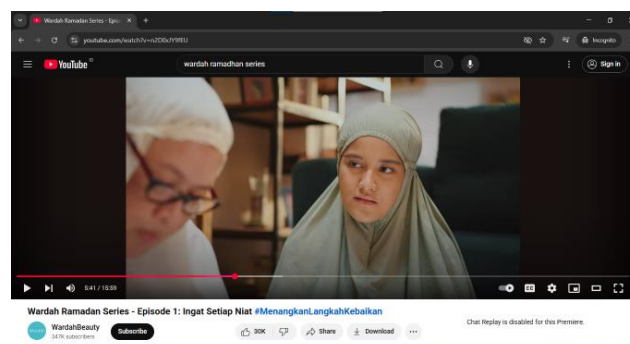 Wardah Ramadan Series - Epis
youtube.com/watch?v=
Incognito
YouTube
wardah ramadhan series
Sign in
5:41 / 15:59
CC
Wardah Ramadan Series - Episode 1: Ingat Setiap Niat #MenangkanLangkahKebaikan
WardahBeauty
347K subscribers
Subscribe
30K
Share
Download
Chat Replay is disabled for this Premiere.